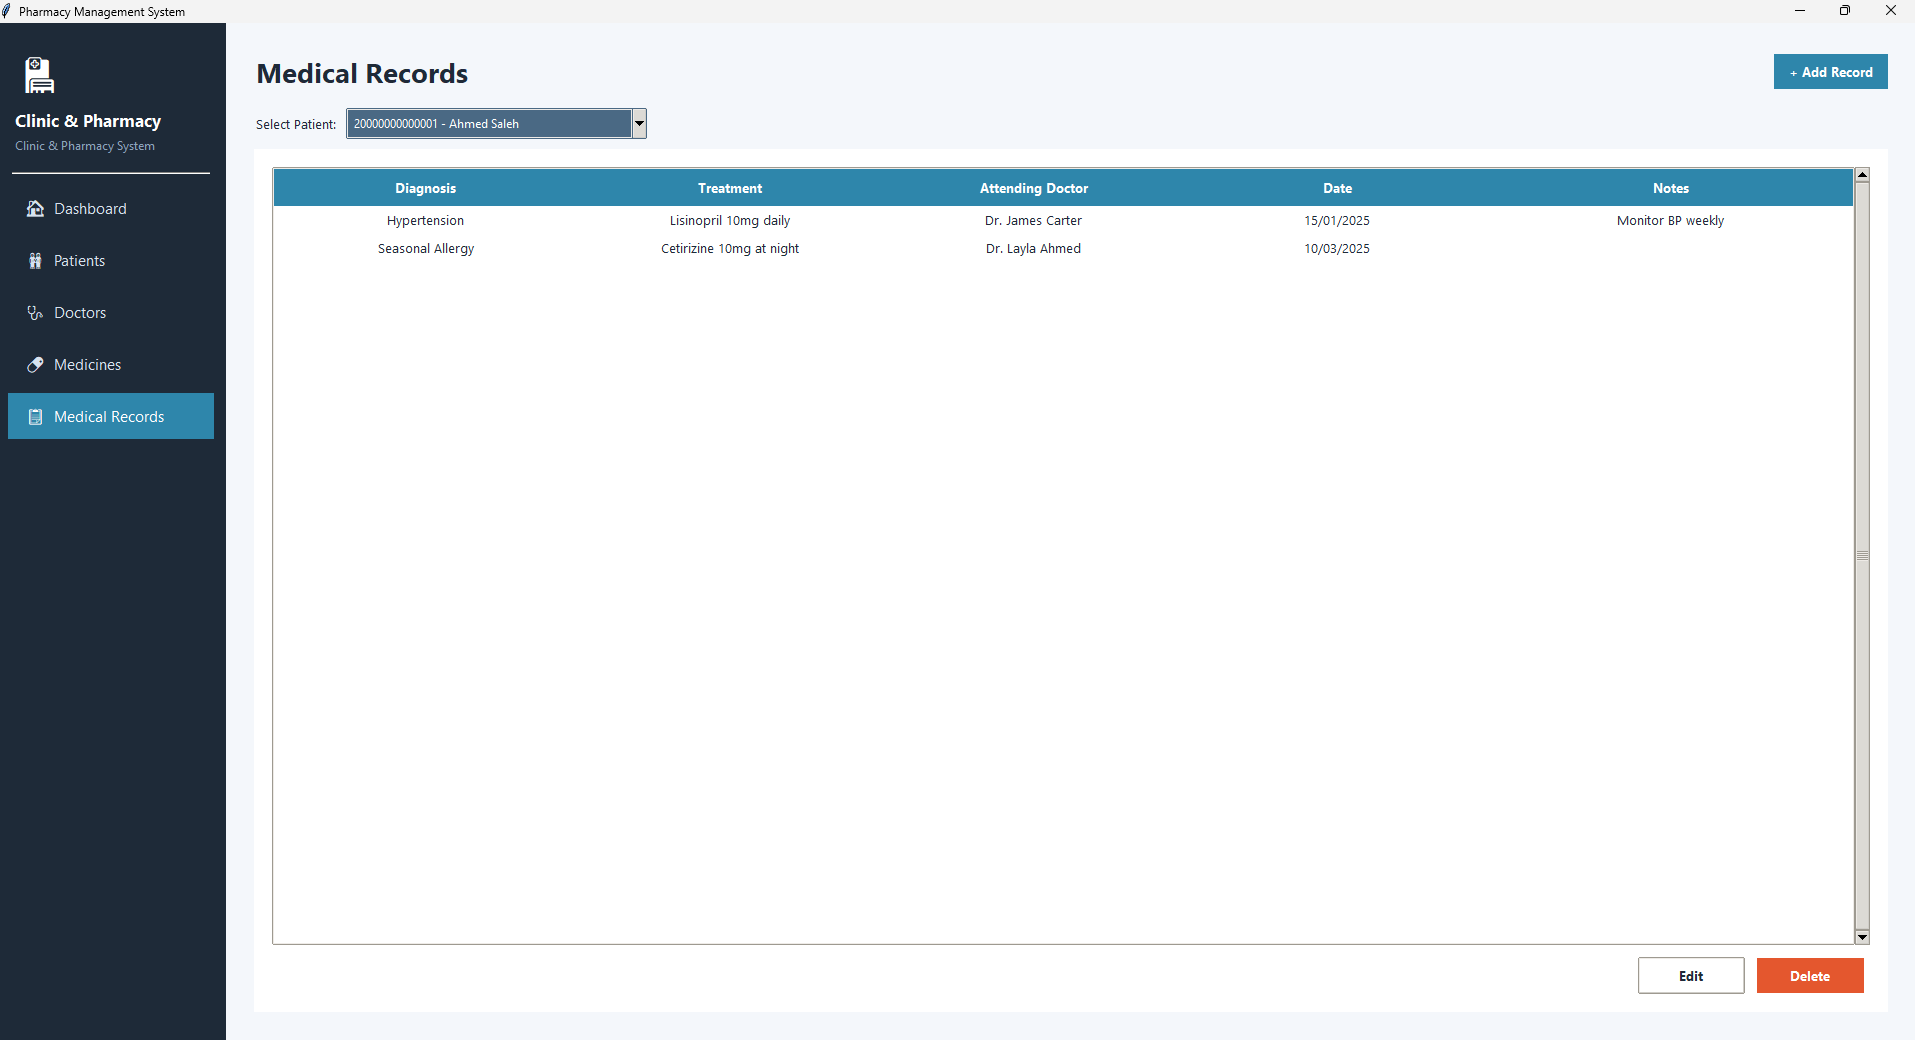 Pharmacy Management System
Clinic & Pharmacy
Clinic & Pharmacy System
Dashboard
Patients
Doctors
Medicines
Medical Records
Medical Records
+ Add Record
Select Patient: 20000000000001 - Ahmed Saleh
Diagnosis Treatment Attending Doctor Date Notes
Hypertension Lisinopril 10mg daily Dr. James Carter 15/01/2025 Monitor BP weekly
Seasonal Allergy Cetirizine 10mg at night Dr. Layla Ahmed 10/03/2025
Edit Delete